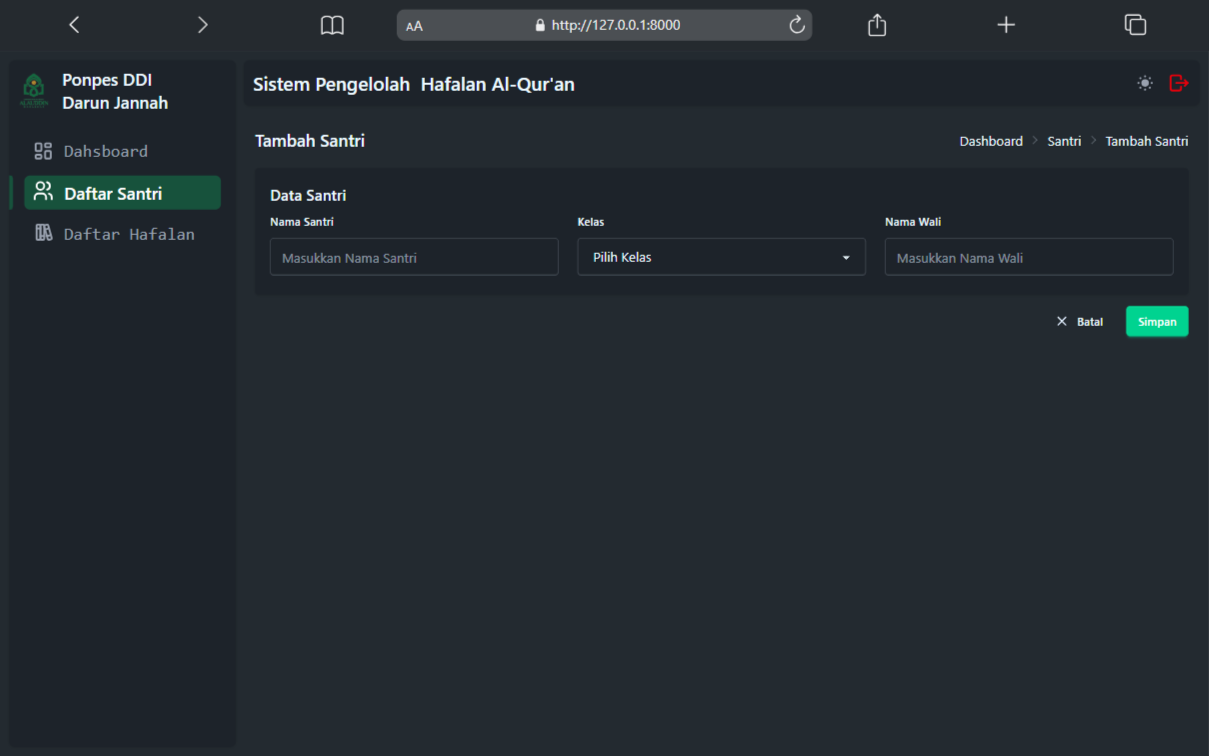 AA
http://127.0.0.1:8000
Ponpes DDI
Darun Jannah
Dahsboard
Daftar Santri
Daftar Hafalan
Sistem Pengelolah Hafalan Al-Qur'an
Tambah Santri
Dashboard > Santri > Tambah Santri
Data Santri
Nama Santri
Masukkan Nama Santri
Kelas
Pilih Kelas
Nama Wali
Masukkan Nama Wali
Batal
Simpan